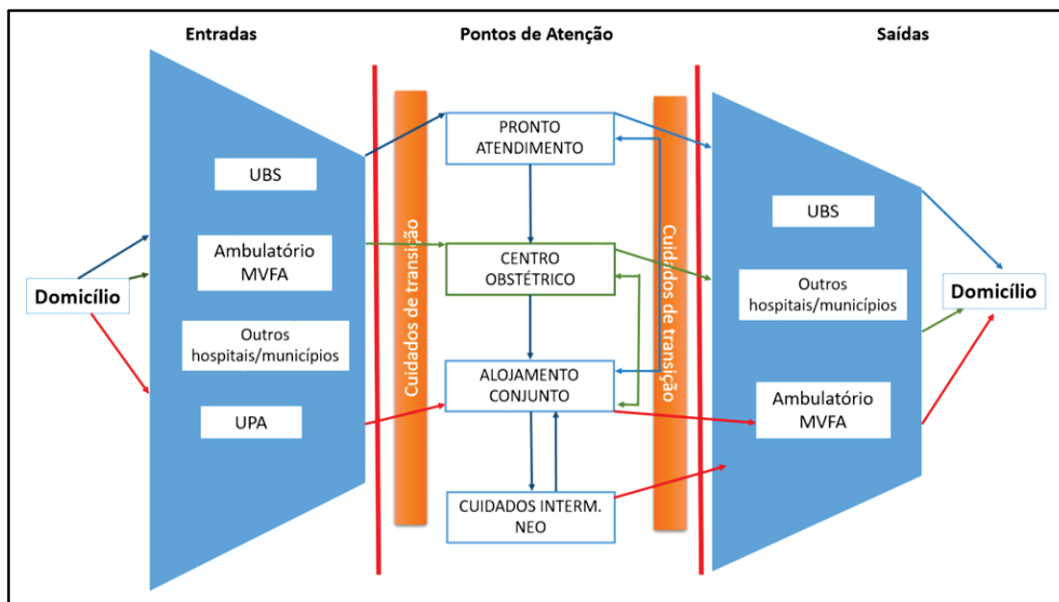 Entradas
Pontos de Atenção
Saídas
Domicílio
UBS
Ambulatório
MVFA
Outros
hospitais/municípios
UPA
Cuidados de transição
PRONTO
ATENDIMENTO
CENTRO
OBSTÉTRICO
ALOJAMENTO
CONJUNTO
CUIDADOS INTERM.
NEO
Cuidados de transição
UBS
Outros
hospitais/municípios
Ambulatório
MVFA
Domicílio